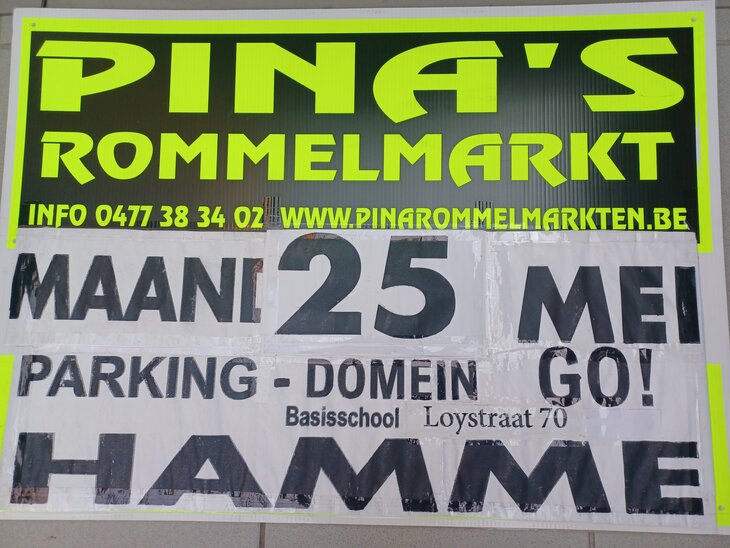 PINA'S
ROMMELMARKT
INFO 0477 38 34 02 WWW.PINAROMMELMARKTEN.BE
MAAND 25 MEI
PARKING - DOMEIN GO!
Basisschool Loystraat 70
HAMME